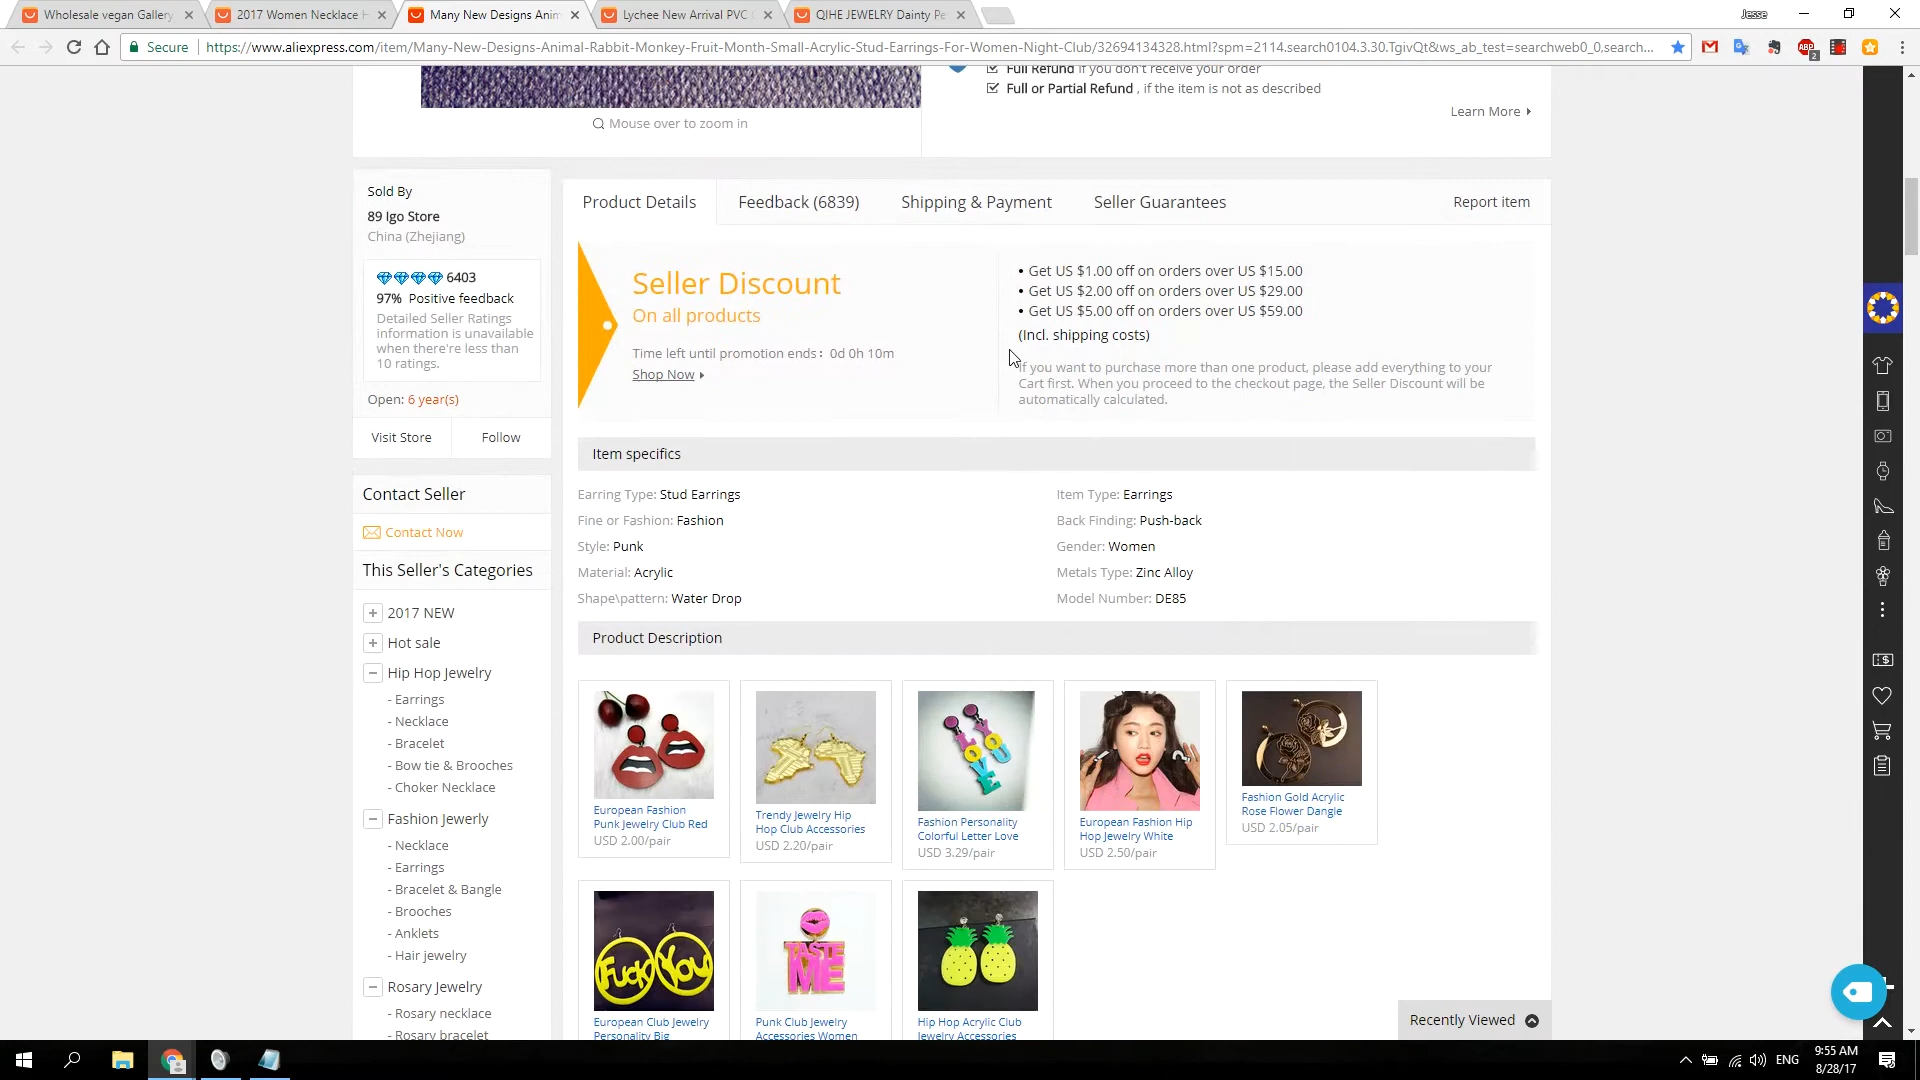 Wholesale vegan Gallery
2017 Women Necklace H
Many New Designs Anim
Lychee New Arrival PVC
QIHE JEWELRY Dainty Pe
Jesse
Secure
https://www.aliexpress.com/item/Many-New-Designs-Animal-Rabbit-Monkey-Fruit-Month-Small-Acrylic-Stud-Earrings-For-Women-Night-Club/32694134328.html?spm=2114.search0104.3.30.TgivQt&ws_ab_test=searchweb0_0,search...
ABP
2
Full Refund if you don't receive your order
Full or Partial Refund , if the item is not as described
Mouse over to zoom in
Learn More
Sold By
89 Igo Store
China (Zhejiang)
6403
97% Positive feedback
Detailed Seller Ratings
information is unavailable
when there're less than
10 ratings.
Open: 6 year(s)
Visit Store
Follow
Contact Seller
Contact Now
This Seller's Categories
+ 2017 NEW
+ Hot sale
− Hip Hop Jewelry
- Earrings
- Necklace
- Bracelet
- Bow tie & Brooches
- Choker Necklace
− Fashion Jewerly
- Necklace
- Earrings
- Bracelet & Bangle
- Brooches
- Anklets
- Hair jewelry
− Rosary Jewelry
- Rosary necklace
- Rosary bracelet
Product Details
Feedback (6839)
Shipping & Payment
Seller Guarantees
Report item
Seller Discount
On all products
Time left until promotion ends: 0d 0h 10m
Shop Now
• Get US $1.00 off on orders over US $15.00
• Get US $2.00 off on orders over US $29.00
• Get US $5.00 off on orders over US $59.00
(Incl. shipping costs)
If you want to purchase more than one product, please add everything to your
Cart first. When you proceed to the checkout page, the Seller Discount will be
automatically calculated.
Item specifics
Earring Type: Stud Earrings
Item Type: Earrings
Fine or Fashion: Fashion
Back Finding: Push-back
Style: Punk
Gender: Women
Material: Acrylic
Metals Type: Zinc Alloy
Shape\pattern: Water Drop
Model Number: DE85
Product Description
LOVE
YOU
European Fashion
Punk Jewelry Club Red
USD 2.00/pair
Trendy Jewelry Hip
Hop Club Accessories
USD 2.20/pair
Fashion Personality
Colorful Letter Love
USD 3.29/pair
European Fashion Hip
Hop Jewelry White
USD 2.50/pair
Fashion Gold Acrylic
Rose Flower Dangle
USD 2.05/pair
Fuck You
TASTE
ME
European Club Jewelry
Personality Big
Punk Club Jewelry
Accessories Women
Hip Hop Acrylic Club
Jewelry Accessories
Recently Viewed
ENG
9:55 AM
8/28/17